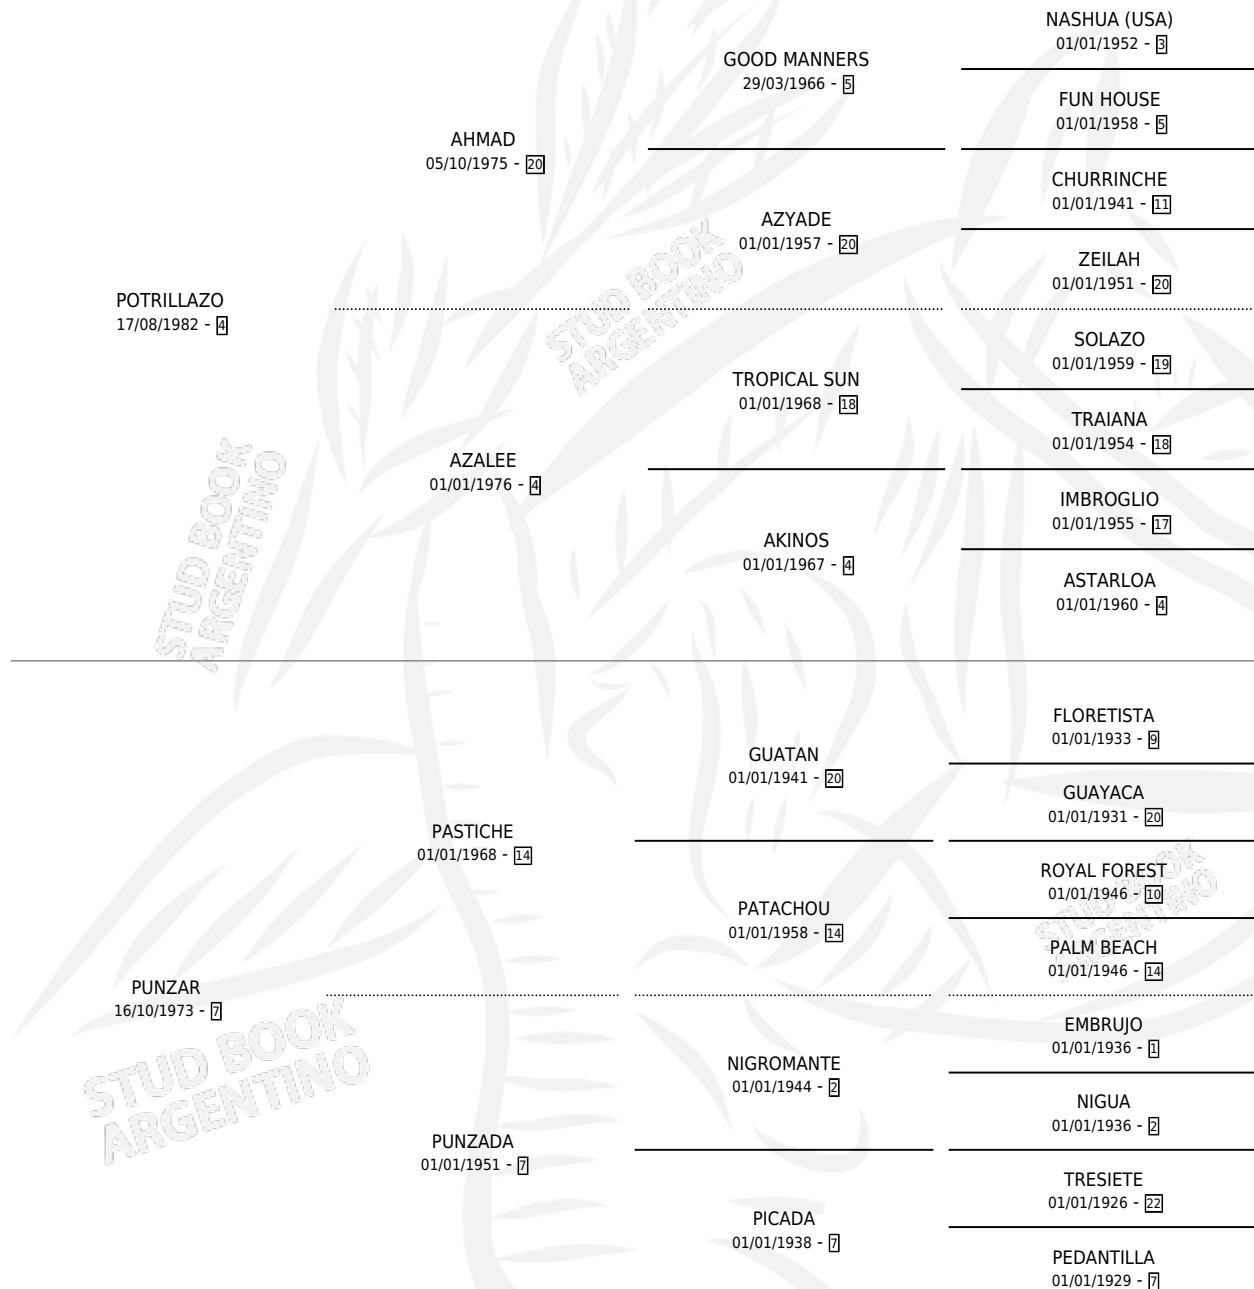 NASHUA (USA)
01/01/1952 - 3
GOOD MANNERS
29/03/1966 - 5
FUN HOUSE
01/01/1958 - 5
AHMAD
05/10/1975 - 20
CHURRINCHE
01/01/1941 - 11
AZYADE
01/01/1957 - 20
ZEILAH
01/01/1951 - 20
POTRILLAZO
17/08/1982 - 4
STUD BOOK
ARGENTINO
SOLAZO
01/01/1959 - 19
TROPICAL SUN
01/01/1968 - 18
TRAIANA
01/01/1954 - 18
AZALEE
01/01/1976 - 4
IMBROGLIO
01/01/1955 - 17
AKINOS
01/01/1967 - 4
ASTARLOA
01/01/1960 - 4
STUD BOOK
ARGENTINO
FLORETISTA
01/01/1933 - 9
GUATAN
01/01/1941 - 20
GUAYACA
01/01/1931 - 20
PASTICHE
01/01/1968 - 14
ROYAL FOREST
01/01/1946 - 10
PATACHOU
01/01/1958 - 14
STUD BOOK
ARGENTINO
PALM BEACH
01/01/1946 - 14
PUNZAR
16/10/1973 - 7
STUD BOOK
ARGENTINO
EMBRUJO
01/01/1936 - 1
NIGROMANTE
01/01/1944 - 2
NIGUA
01/01/1936 - 2
PUNZADA
01/01/1951 - 7
TRESIETE
01/01/1926 - 22
PICADA
01/01/1938 - 7
PEDANTILLA
01/01/1929 - 7